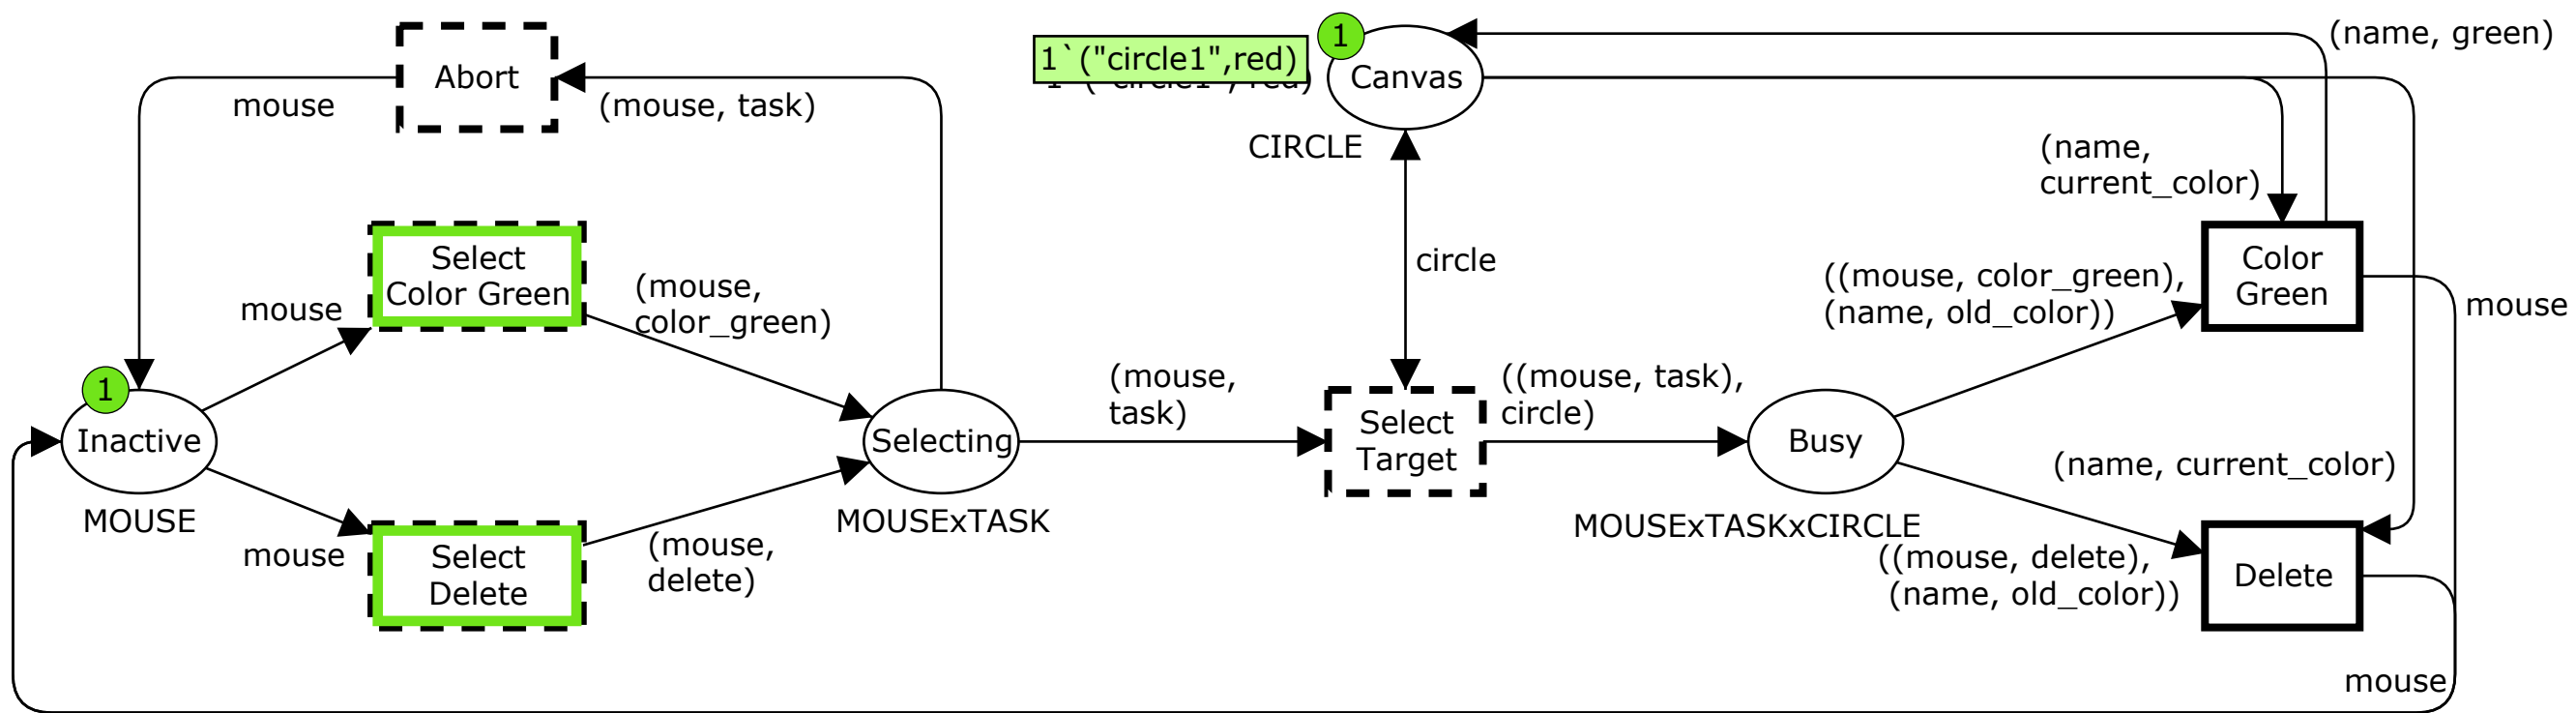 Abort
mouse
(mouse, task)
1`("circle1",red)
1
Canvas
CIRCLE
(name, green)
(name,
current_color)
Select
Color Green
mouse
(mouse,
color_green)
circle
((mouse, color_green),
(name, old_color))
Color
Green
mouse
1
Inactive
MOUSE
mouse
Select
Delete
(mouse,
delete)
Selecting
MOUSExTASK
(mouse,
task)
Select
Target
((mouse, task),
circle)
Busy
MOUSExTASKxCIRCLE
(name, current_color)
((mouse, delete),
(name, old_color))
Delete
mouse